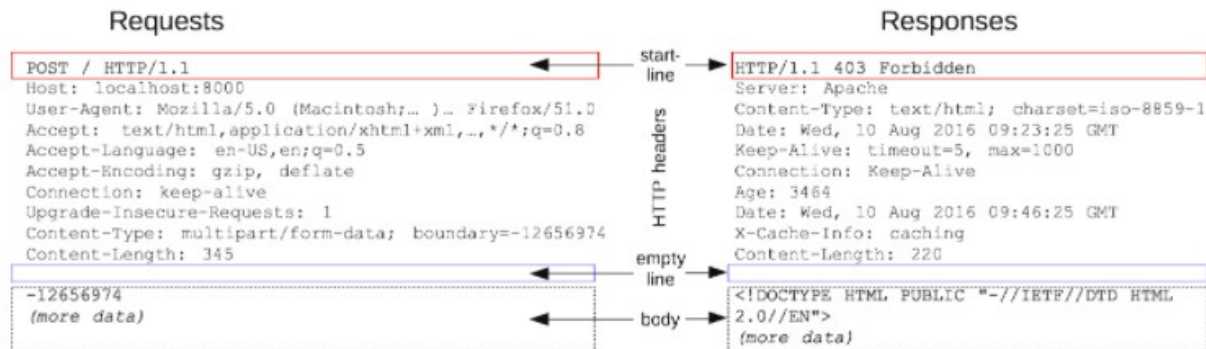 Requests
POST / HTTP/1.1
Host: localhost:8000
User-Agent: Mozilla/5.0 (Macintosh;… )… Firefox/51.0
Accept: text/html,application/xhtml+xml,…,*/*;q=0.8
Accept-Language: en-US,en;q=0.5
Accept-Encoding: gzip, deflate
Connection: keep-alive
Upgrade-Insecure-Requests: 1
Content-Type: multipart/form-data; boundary=-12656974
Content-Length: 345
-12656974
(more data)
start-
line
HTTP headers
empty
line
body
Responses
HTTP/1.1 403 Forbidden
Server: Apache
Content-Type: text/html; charset=iso-8859-1
Date: Wed, 10 Aug 2016 09:23:25 GMT
Keep-Alive: timeout=5, max=1000
Connection: Keep-Alive
Age: 3464
Date: Wed, 10 Aug 2016 09:46:25 GMT
X-Cache-Info: caching
Content-Length: 220
<!DOCTYPE HTML PUBLIC "-//IETF//DTD HTML
2.0//EN">
(more data)